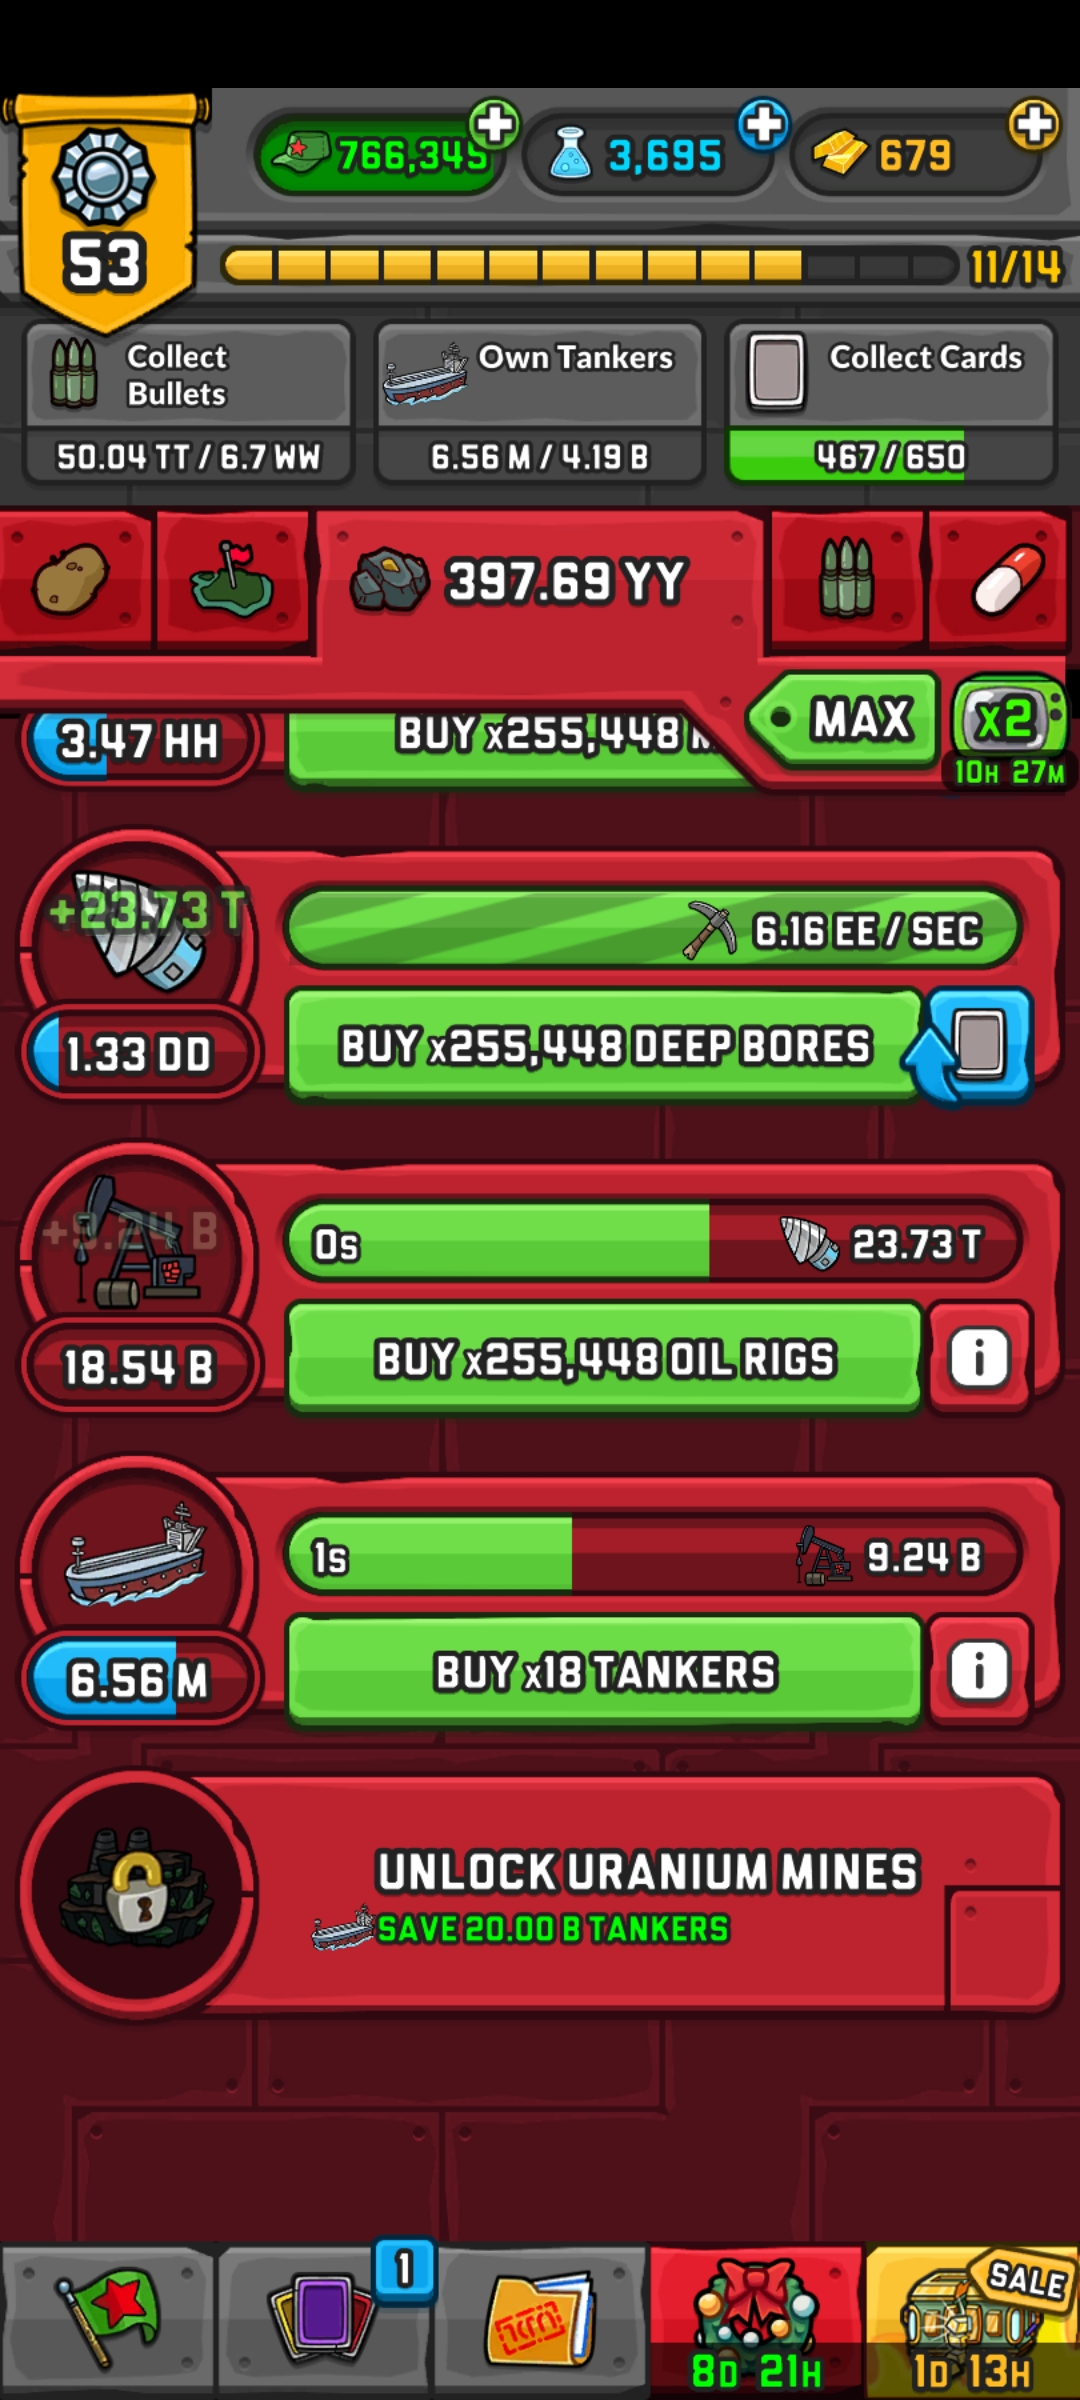 766,345
3,695
679
53
11/14
Collect
Bullets
50.04 TT / 6.7 WW
Own Tankers
6.56 M / 4.19 B
Collect Cards
467 / 650
397.69 YY
3.47 HH
BUY x255,448
MAX
x2
10H 27M
+23.73 T
6.16 EE / SEC
1.33 DD
BUY x255,448 DEEP BORES
+9.24 B
0s
23.73 T
18.54 B
BUY x255,448 OIL RIGS
i
1s
9.24 B
6.56 M
BUY x18 TANKERS
i
UNLOCK URANIUM MINES
SAVE 20.00 B TANKERS
1
SALE
8D 21H
1D 13H